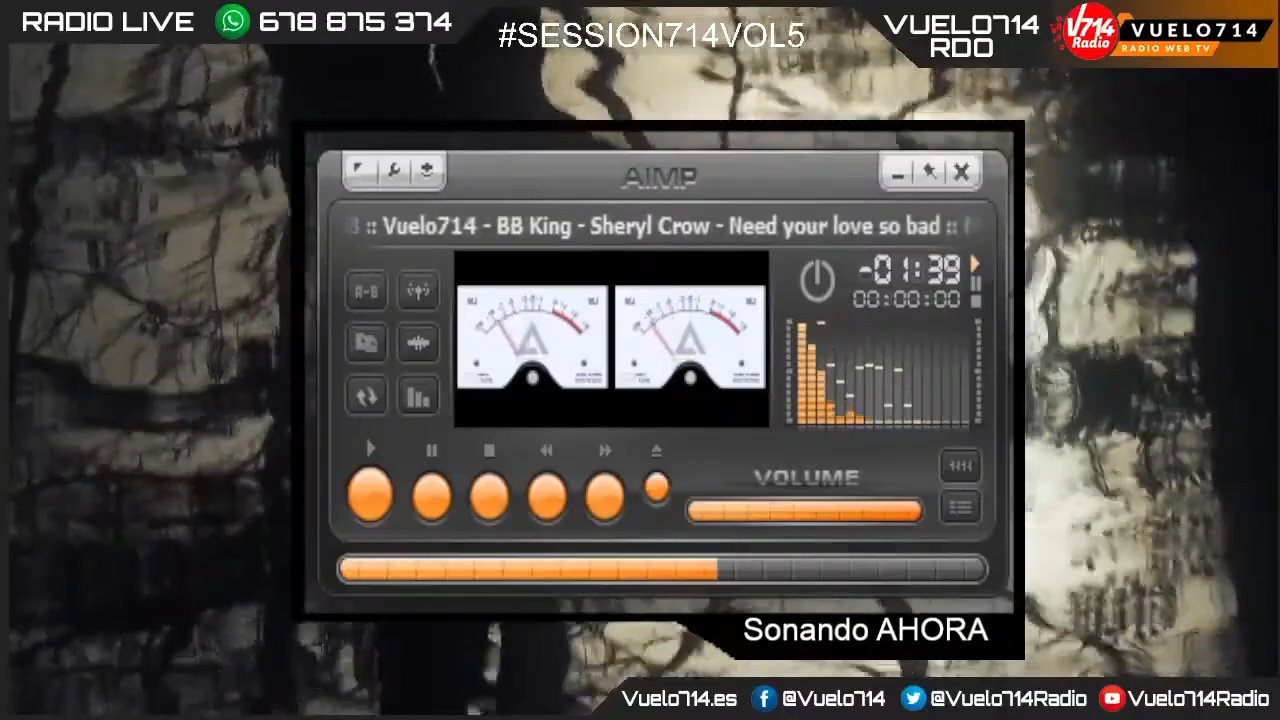 RADIO LIVE 678 875 374
#SESSION714VOL5
VUELO714
RDO
V714
Radio
VUELO714
RADIO WEB TV
AIMP
:: Vuelo714 - BB King - Sheryl Crow - Need your love so bad ::
-01:39
00:00:00
A-B
VOLUME
Sonando AHORA
Vuelo714.es @Vuelo714 @Vuelo714Radio Vuelo714Radio